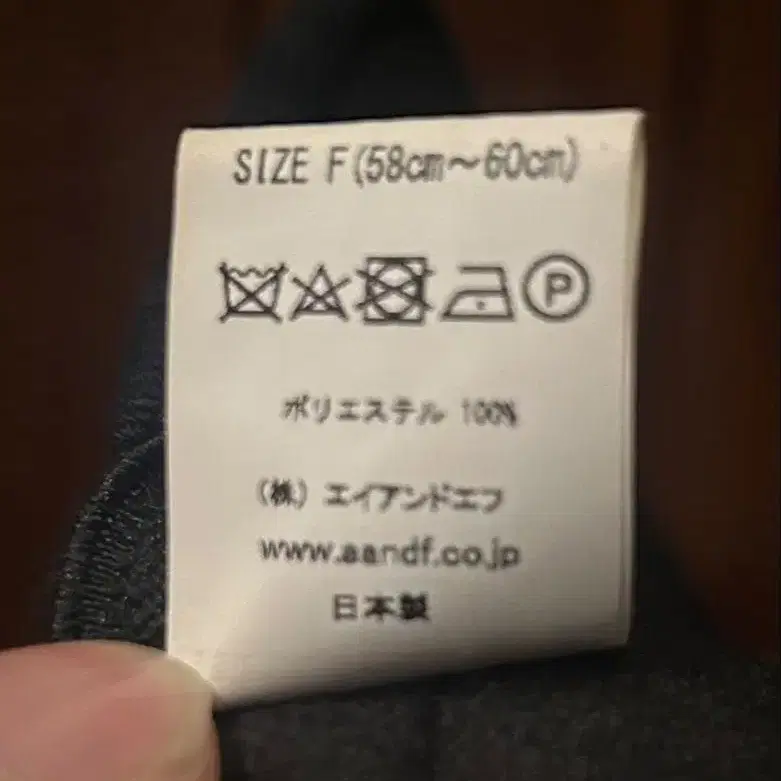 SIZE F(58cm〜60cm)
P
ポリエステル 100%
(株) エイアンドエフ
www.aandf.co.jp
日本製